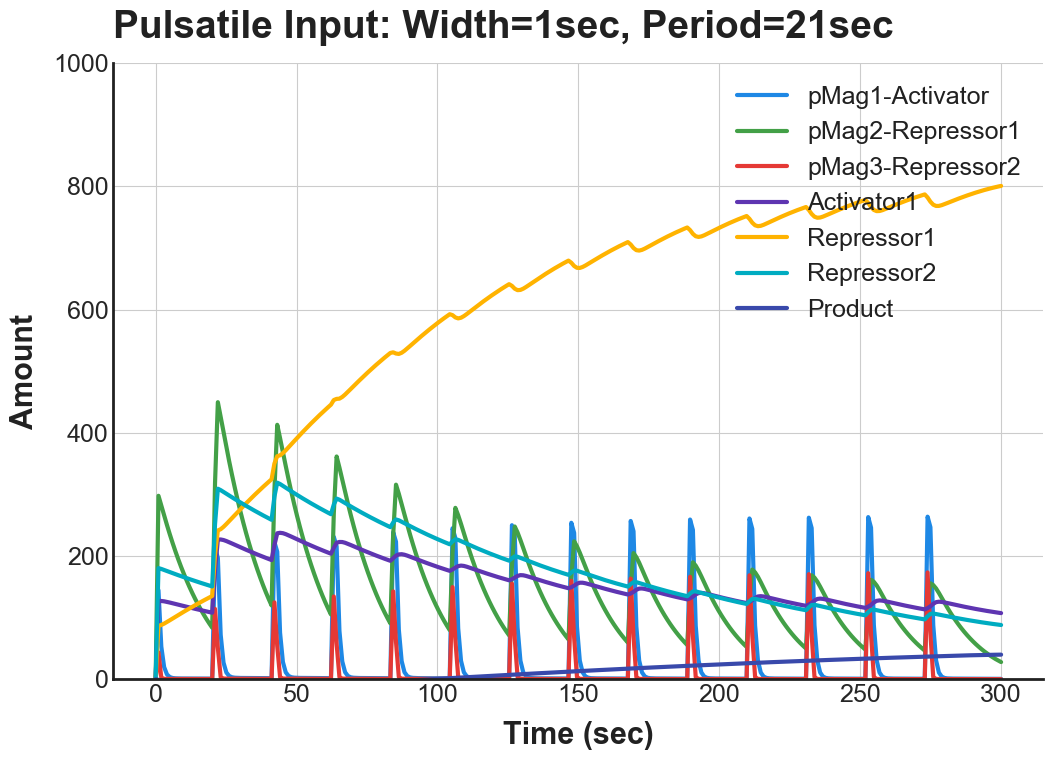 Pulsatile Input: Width=1sec, Period=21sec
1000
800
600
400
200
0
Amount
pMag1-Activator
pMag2-Repressor1
pMag3-Repressor2
Activator1
Repressor1
Repressor2
Product
0 50 100 150 200 250 300
Time (sec)